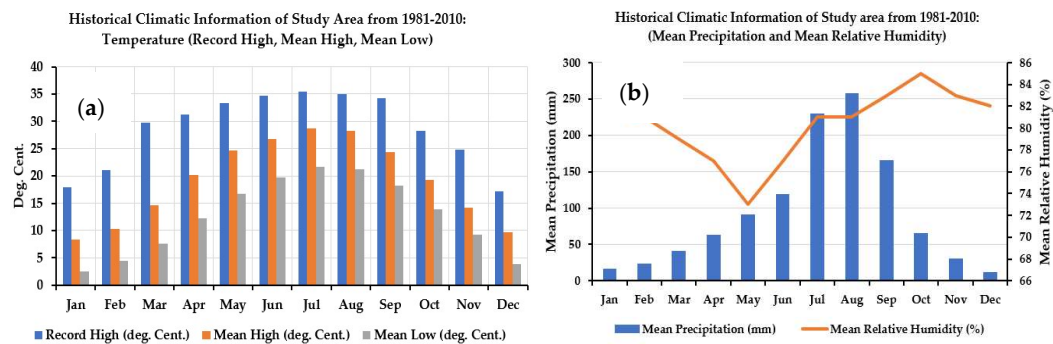 Historical Climatic Information of Study Area from 1981-2010:
Temperature (Record High, Mean High, Mean Low)
(a)
Deg. Cent.
40
35
30
25
20
15
10
5
0
Jan Feb Mar Apr May Jun Jul Aug Sep Oct Nov Dec
Record High (deg. Cent.) Mean High (deg. Cent.) Mean Low (deg. Cent.)
Historical Climatic Information of Study area from 1981-2010:
(Mean Precipitation and Mean Relative Humidity)
(b)
Mean Precipitation (mm)
300
250
200
150
100
50
0
86
84
82
80
78
76
74
72
70
68
66
Mean Relative Humidity (%)
Jan Feb Mar Apr May Jun Jul Aug Sep Oct Nov Dec
Mean Precipitation (mm) Mean Relative Humidity (%)